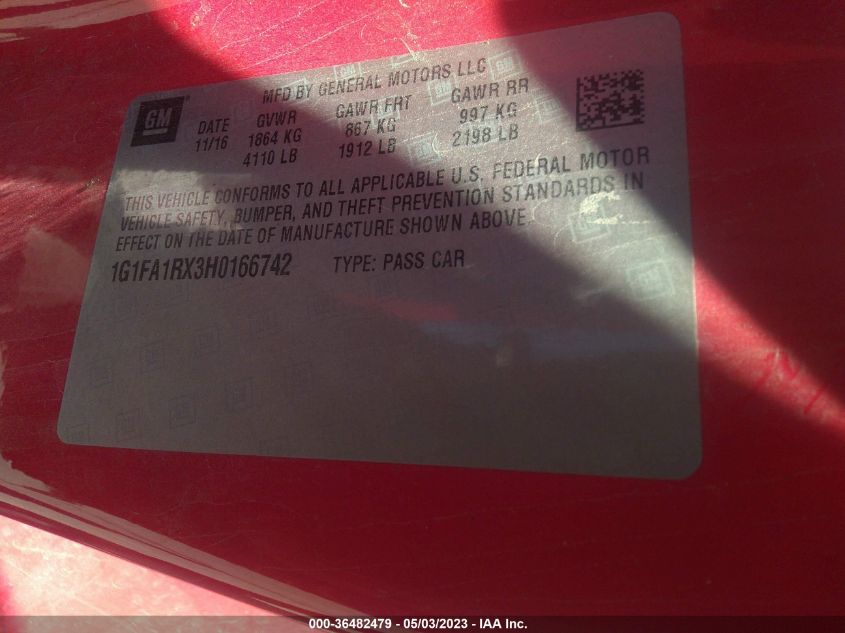 MFD BY GENERAL MOTORS LLC
GM
DATE GVWR GAWR FRT GAWR RR
11/16 1864 KG 867 KG 997 KG
4110 LB 1912 LB 2198 LB
THIS VEHICLE CONFORMS TO ALL APPLICABLE U.S. FEDERAL MOTOR
VEHICLE SAFETY, BUMPER, AND THEFT PREVENTION STANDARDS IN
EFFECT ON THE DATE OF MANUFACTURE SHOWN ABOVE.
1G1FA1RX3H0166742 TYPE: PASS CAR
000-36482479 - 05/03/2023 - IAA Inc.